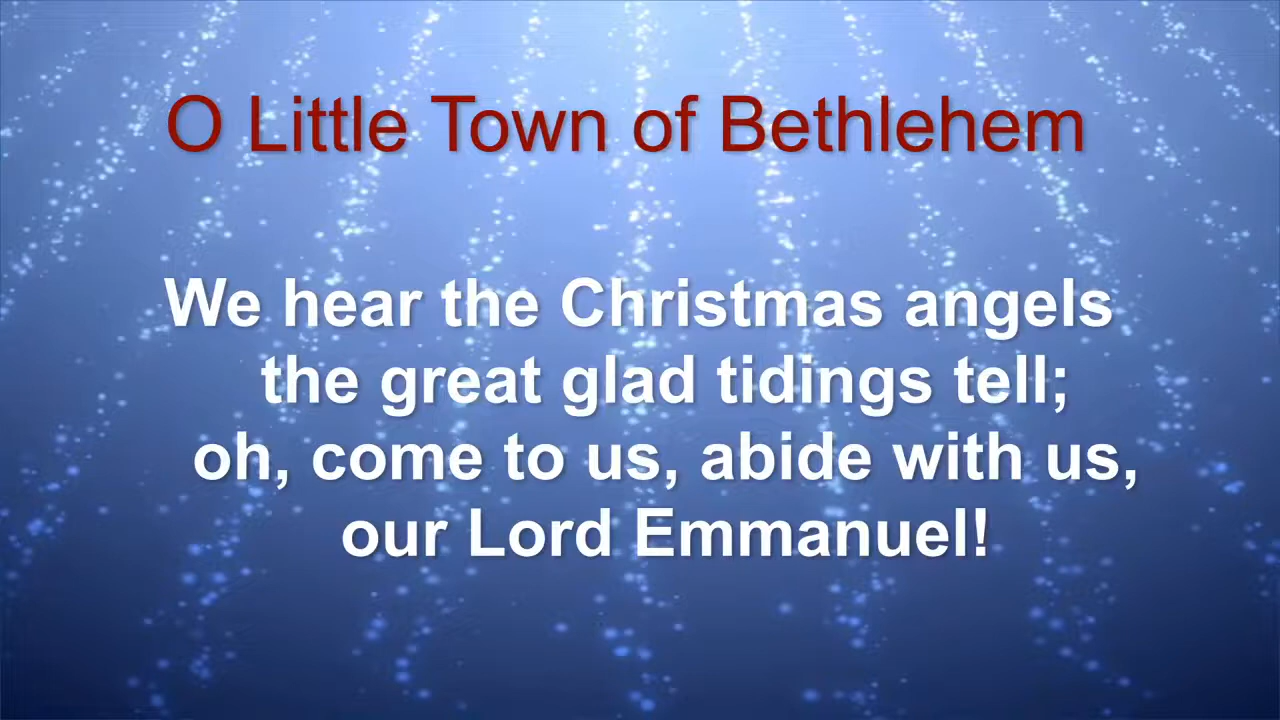 O Little Town of Bethlehem
We hear the Christmas angels
the great glad tidings tell;
oh, come to us, abide with us,
our Lord Emmanuel!